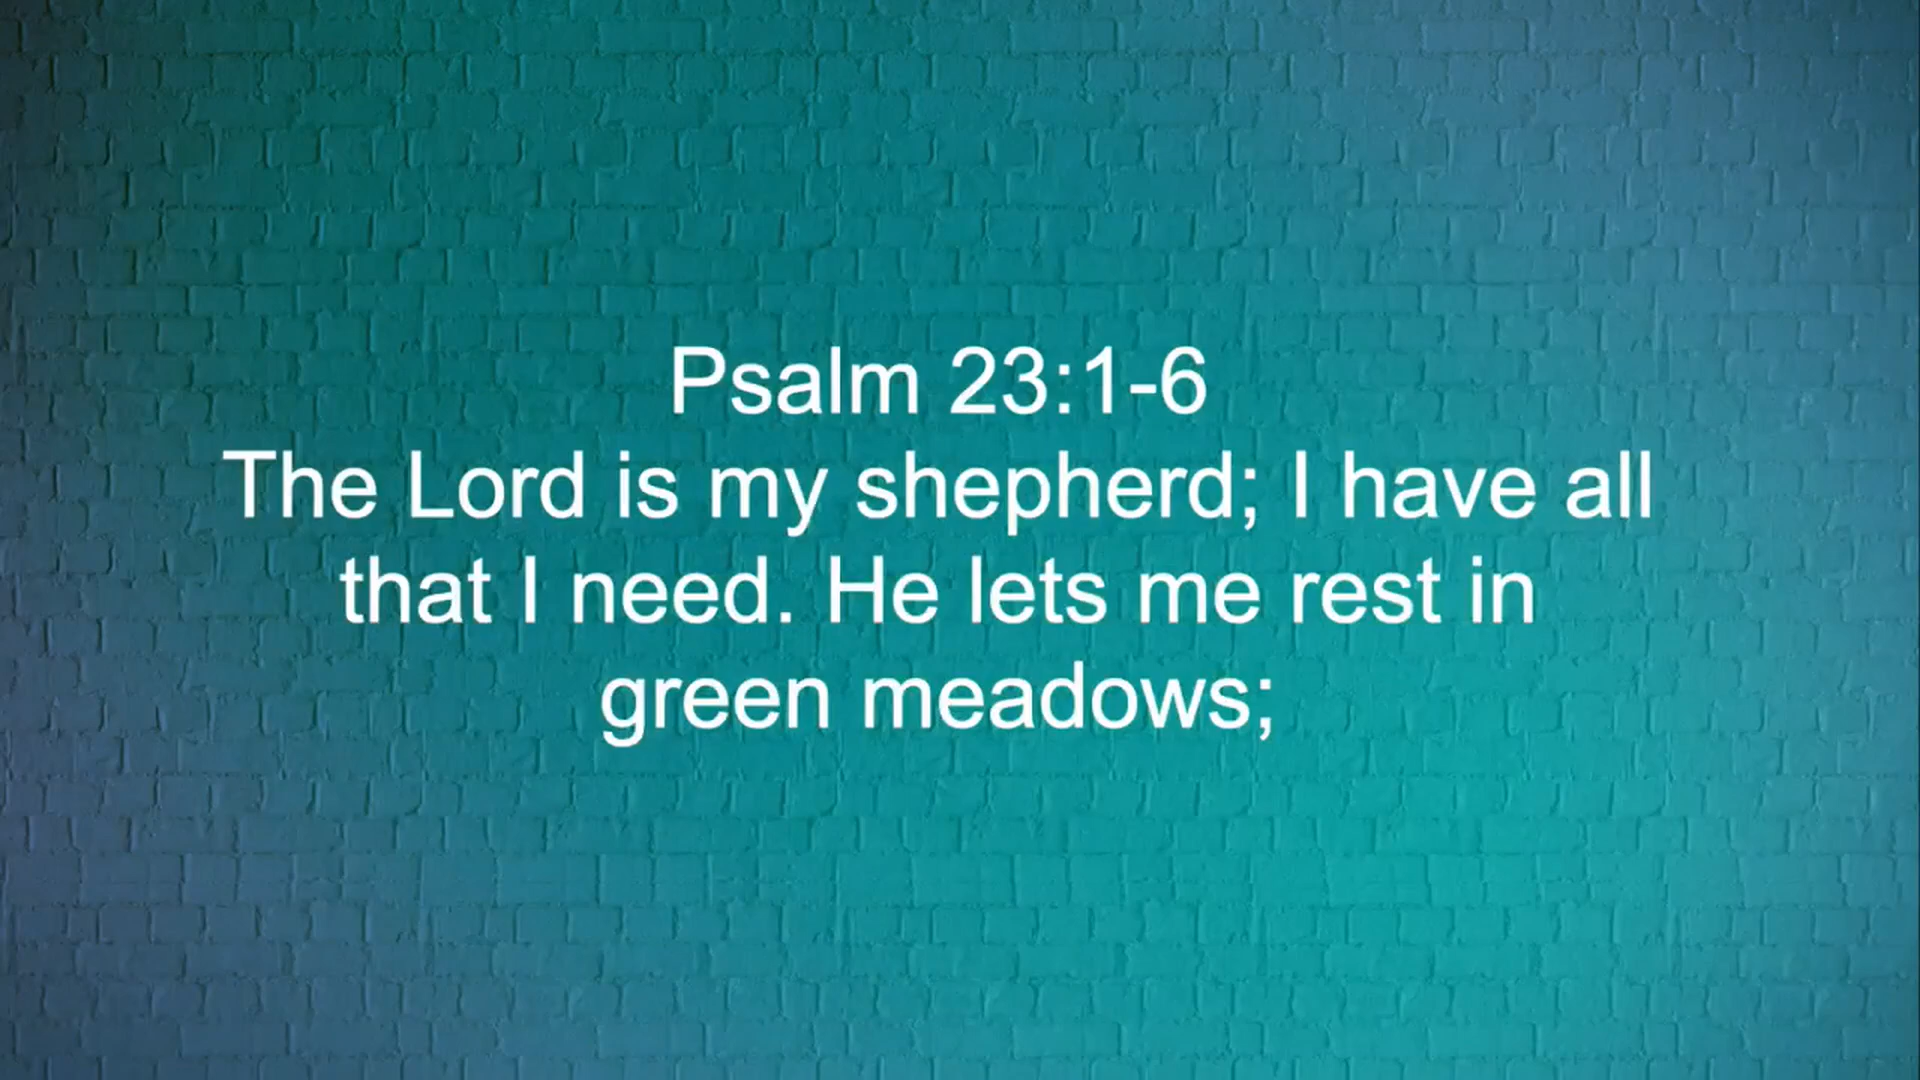 Psalm 23:1-6
The Lord is my shepherd; I have all
that I need. He lets me rest in
green meadows;